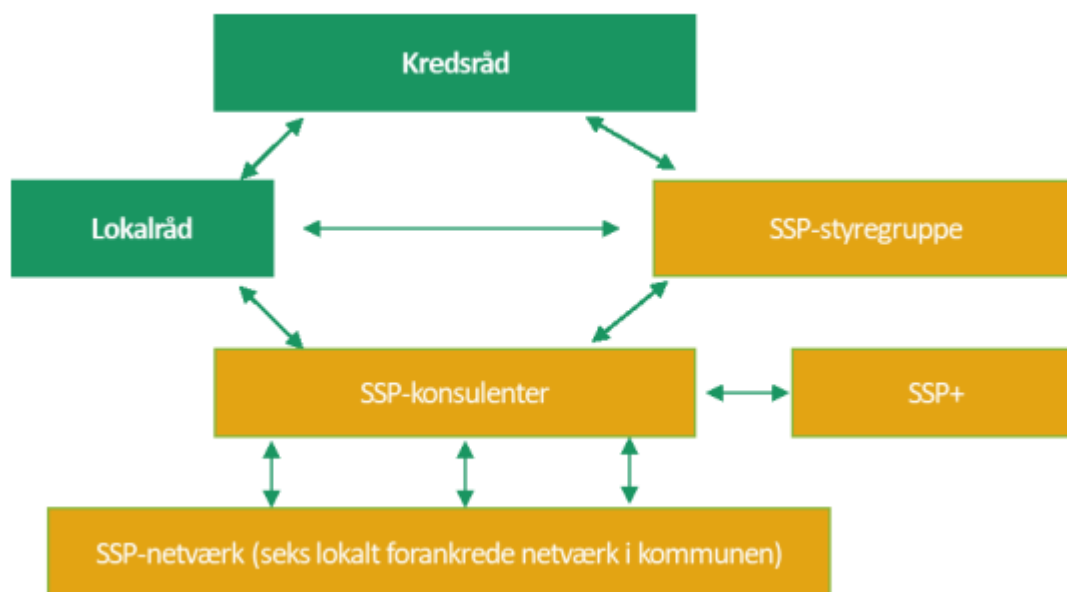 Kredsråd
Lokalråd
SSP-styregruppe
SSP-konsulenter
SSP+
SSP-netværk (seks lokalt forankrede netværk i kommunen)